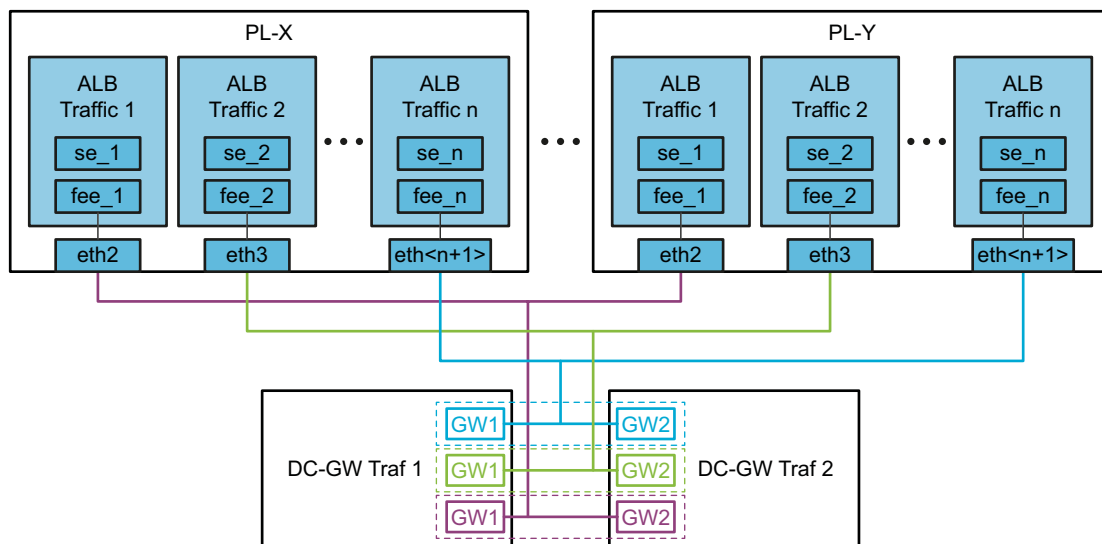 PL-X
ALB
Traffic 1
se_1
fee_1
eth2
ALB
Traffic 2
se_2
fee_2
eth3
ALB
Traffic n
se_n
fee_n
eth<n+1>
PL-Y
ALB
Traffic 1
se_1
fee_1
eth2
ALB
Traffic 2
se_2
fee_2
eth3
ALB
Traffic n
se_n
fee_n
eth<n+1>
DC-GW Traf 1
GW1
GW1
GW1
GW2
GW2
GW2
DC-GW Traf 2